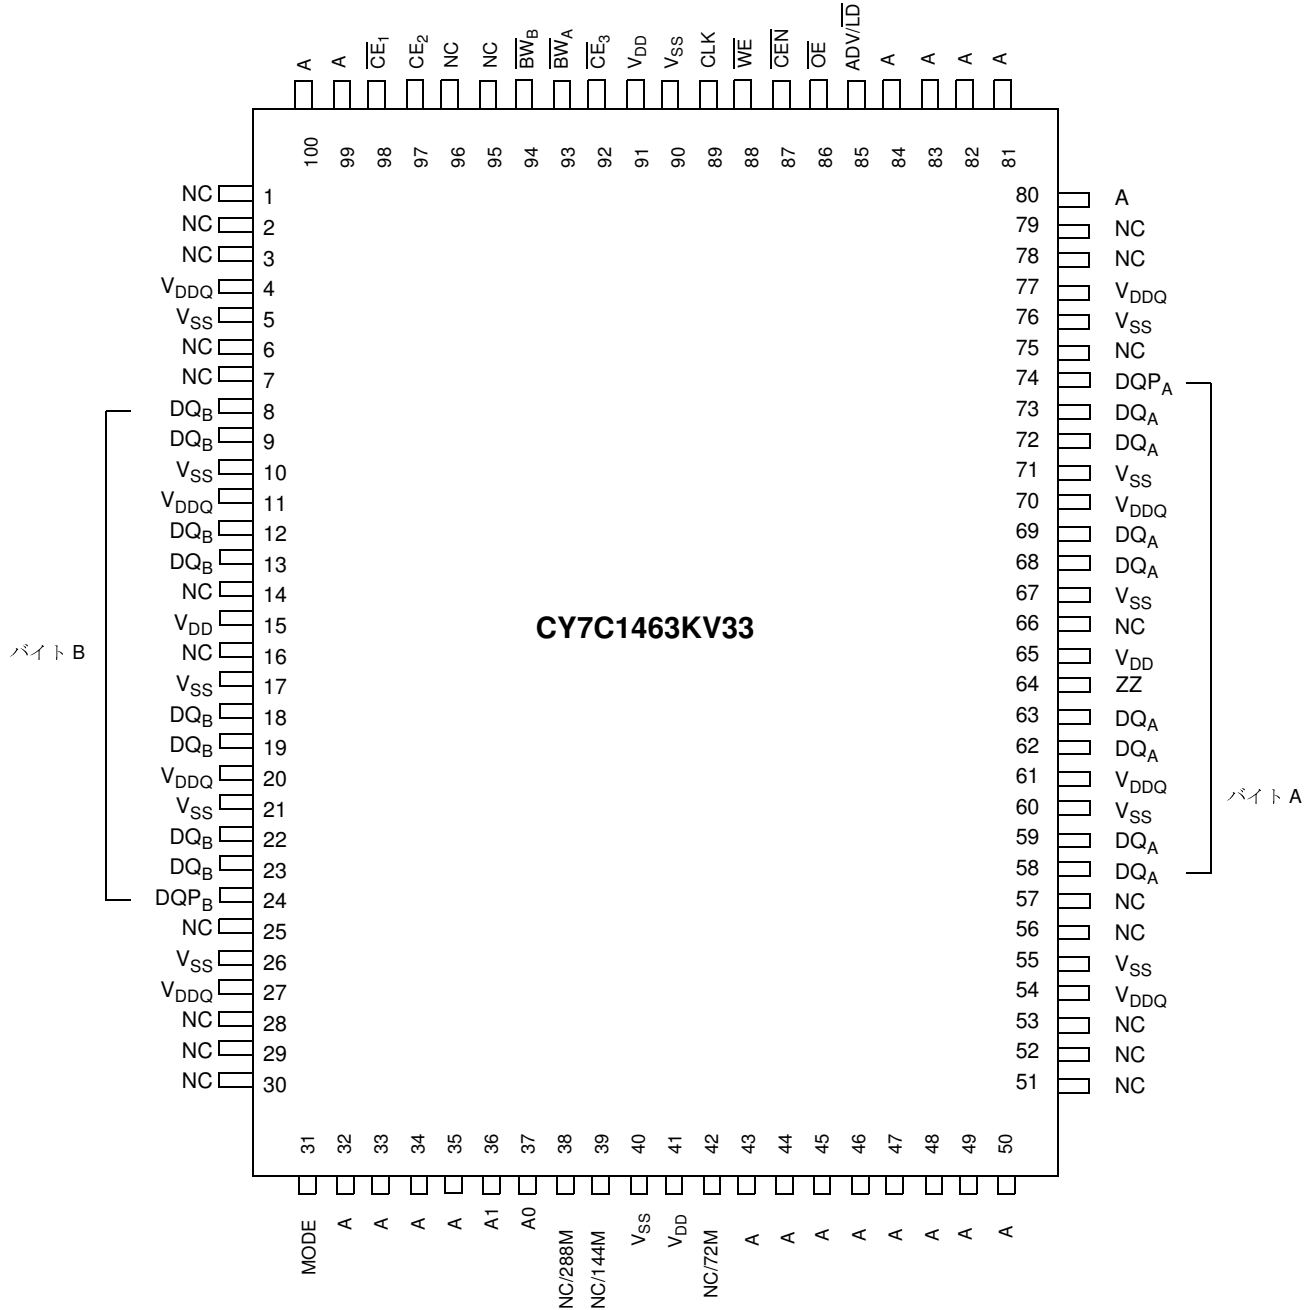 A A CE1 CE2 NC NC BWB BWA CE3 VDD VSS CLK WE CEN OE ADV/LD A A A A
100 99 98 97 96 95 94 93 92 91 90 89 88 87 86 85 84 83 82 81
NC 1
NC 2
NC 3
VDDQ 4
VSS 5
NC 6
NC 7
DQB 8
DQB 9
VSS 10
VDDQ 11
DQB 12
DQB 13
NC 14
VDD 15
NC 16
VSS 17
DQB 18
DQB 19
VDDQ 20
VSS 21
DQB 22
DQB 23
DQPB 24
NC 25
VSS 26
VDDQ 27
NC 28
NC 29
NC 30
バイト B
CY7C1463KV33
80 A
79 NC
78 NC
77 VDDQ
76 VSS
75 NC
74 DQPA
73 DQA
72 DQA
71 VSS
70 VDDQ
69 DQA
68 DQA
67 VSS
66 NC
65 VDD
64 ZZ
63 DQA
62 DQA
61 VDDQ
60 VSS
59 DQA
58 DQA
57 NC
56 NC
55 VSS
54 VDDQ
53 NC
52 NC
51 NC
バイト A
31 32 33 34 35 36 37 38 39 40 41 42 43 44 45 46 47 48 49 50
MODE A A A A A1 A0 NC/288M NC/144M VSS VDD NC/72M A A A A A A A A